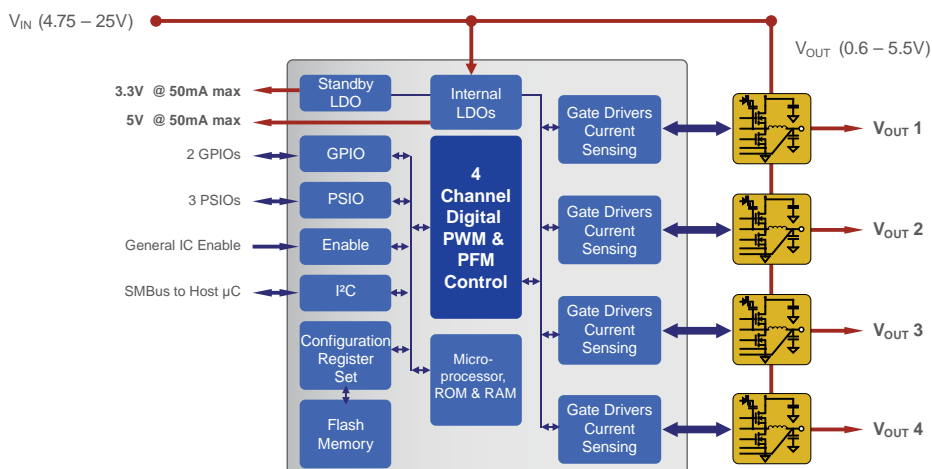 VIN (4.75 – 25V)
VOUT (0.6 – 5.5V)
3.3V @ 50mA max
5V @ 50mA max
2 GPIOs
3 PSIOs
General IC Enable
SMBus to Host µC
Standby
LDO
GPIO
PSIO
Enable
I²C
Configuration
Register
Set
Flash
Memory
Internal
LDOs
4
Channel
Digital
PWM &
PFM
Control
Micro-
processor,
ROM & RAM
Gate Drivers
Current
Sensing
Gate Drivers
Current
Sensing
Gate Drivers
Current
Sensing
Gate Drivers
Current
Sensing
VOUT 1
VOUT 2
VOUT 3
VOUT 4